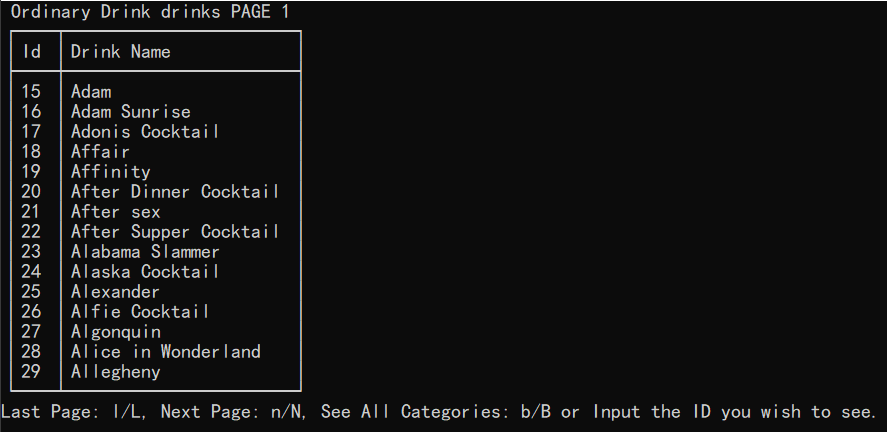 Ordinary Drink drinks PAGE 1
Id Drink Name
15 Adam
16 Adam Sunrise
17 Adonis Cocktail
18 Affair
19 Affinity
20 After Dinner Cocktail
21 After sex
22 After Supper Cocktail
23 Alabama Slammer
24 Alaska Cocktail
25 Alexander
26 Alfie Cocktail
27 Algonquin
28 Alice in Wonderland
29 Allegheny
Last Page: l/L, Next Page: n/N, See All Categories: b/B or Input the ID you wish to see.